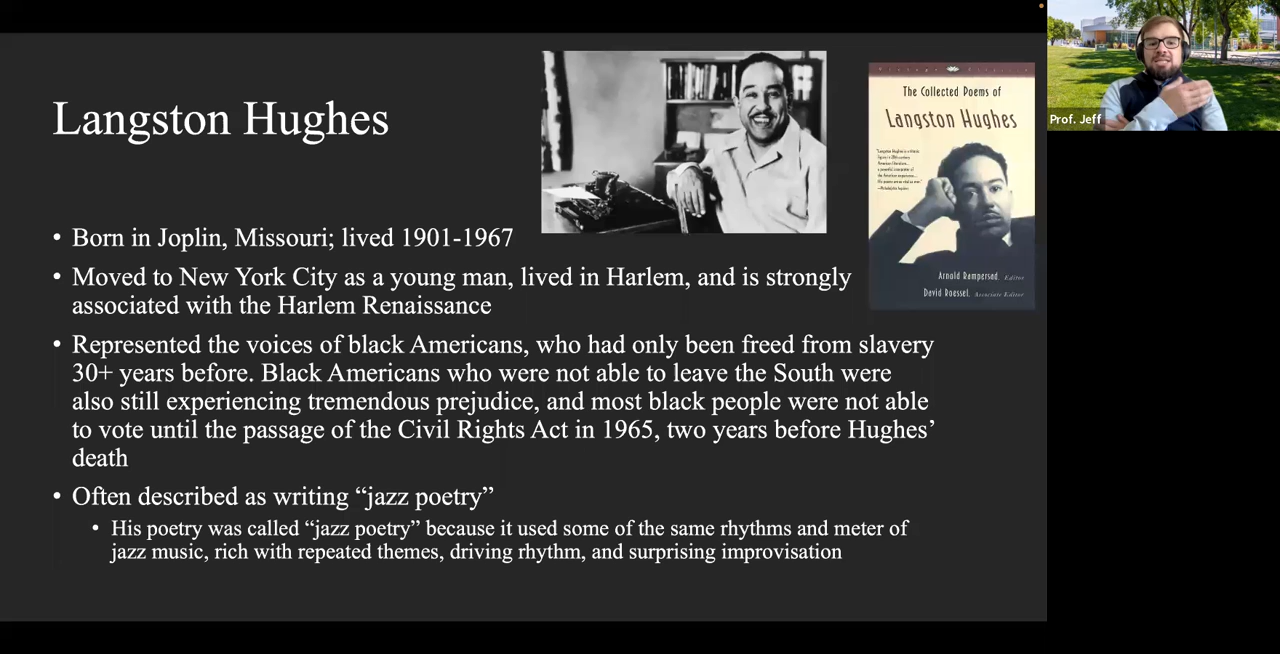 Langston Hughes
• Born in Joplin, Missouri; lived 1901-1967
• Moved to New York City as a young man, lived in Harlem, and is strongly
associated with the Harlem Renaissance
• Represented the voices of black Americans, who had only been freed from slavery
30+ years before. Black Americans who were not able to leave the South were
also still experiencing tremendous prejudice, and most black people were not able
to vote until the passage of the Civil Rights Act in 1965, two years before Hughes’
death
• Often described as writing “jazz poetry”
• His poetry was called “jazz poetry” because it used some of the same rhythms and meter of
jazz music, rich with repeated themes, driving rhythm, and surprising improvisation
The Collected Poems of
Langston Hughes
Arnold Rampersad, Editor
David Roessel, Associate Editor
Prof. Jeff